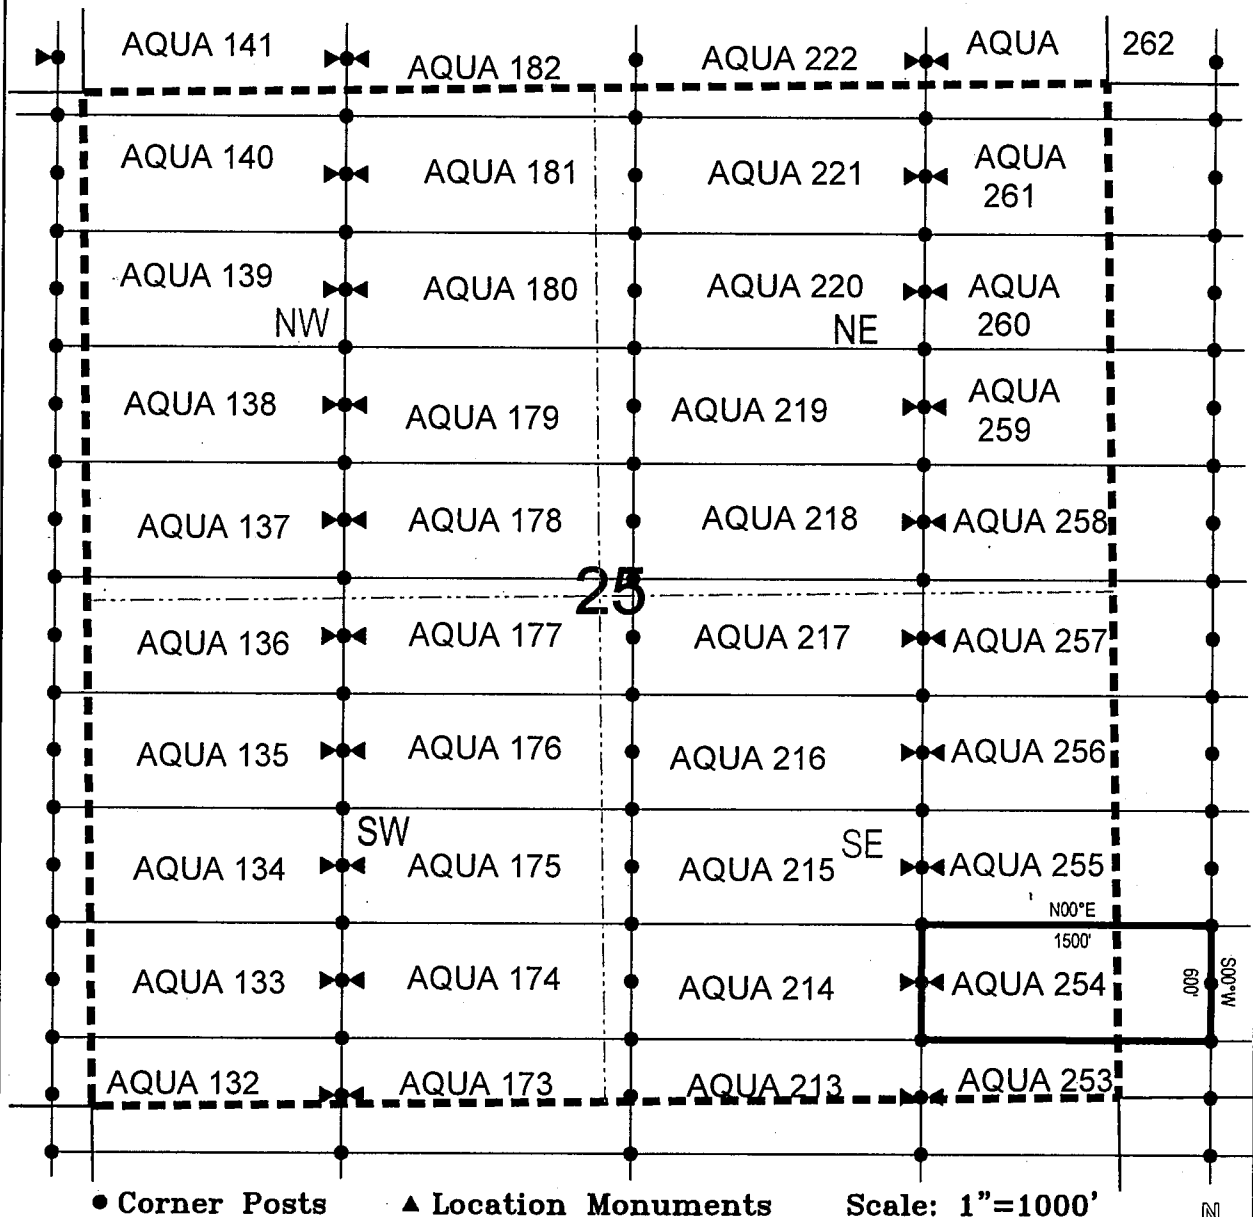 AQUA 141
AQUA 182
AQUA 222
AQUA 262
AQUA 140
AQUA 181
AQUA 221
AQUA
261
AQUA 139
AQUA 180
AQUA 220
AQUA
260
NW
NE
AQUA 138
AQUA 179
AQUA 219
AQUA
259
AQUA 137
AQUA 178
AQUA 218
AQUA 258
25
AQUA 136
AQUA 177
AQUA 217
AQUA 257
AQUA 135
AQUA 176
AQUA 216
AQUA 256
SW
SE
AQUA 134
AQUA 175
AQUA 215
AQUA 255
N00°E
1500'
AQUA 133
AQUA 174
AQUA 214
AQUA 254
600'
S00°W
AQUA 132
AQUA 173
AQUA 213
AQUA 253
Corner Posts
Location Monuments
Scale: 1"=1000'
N